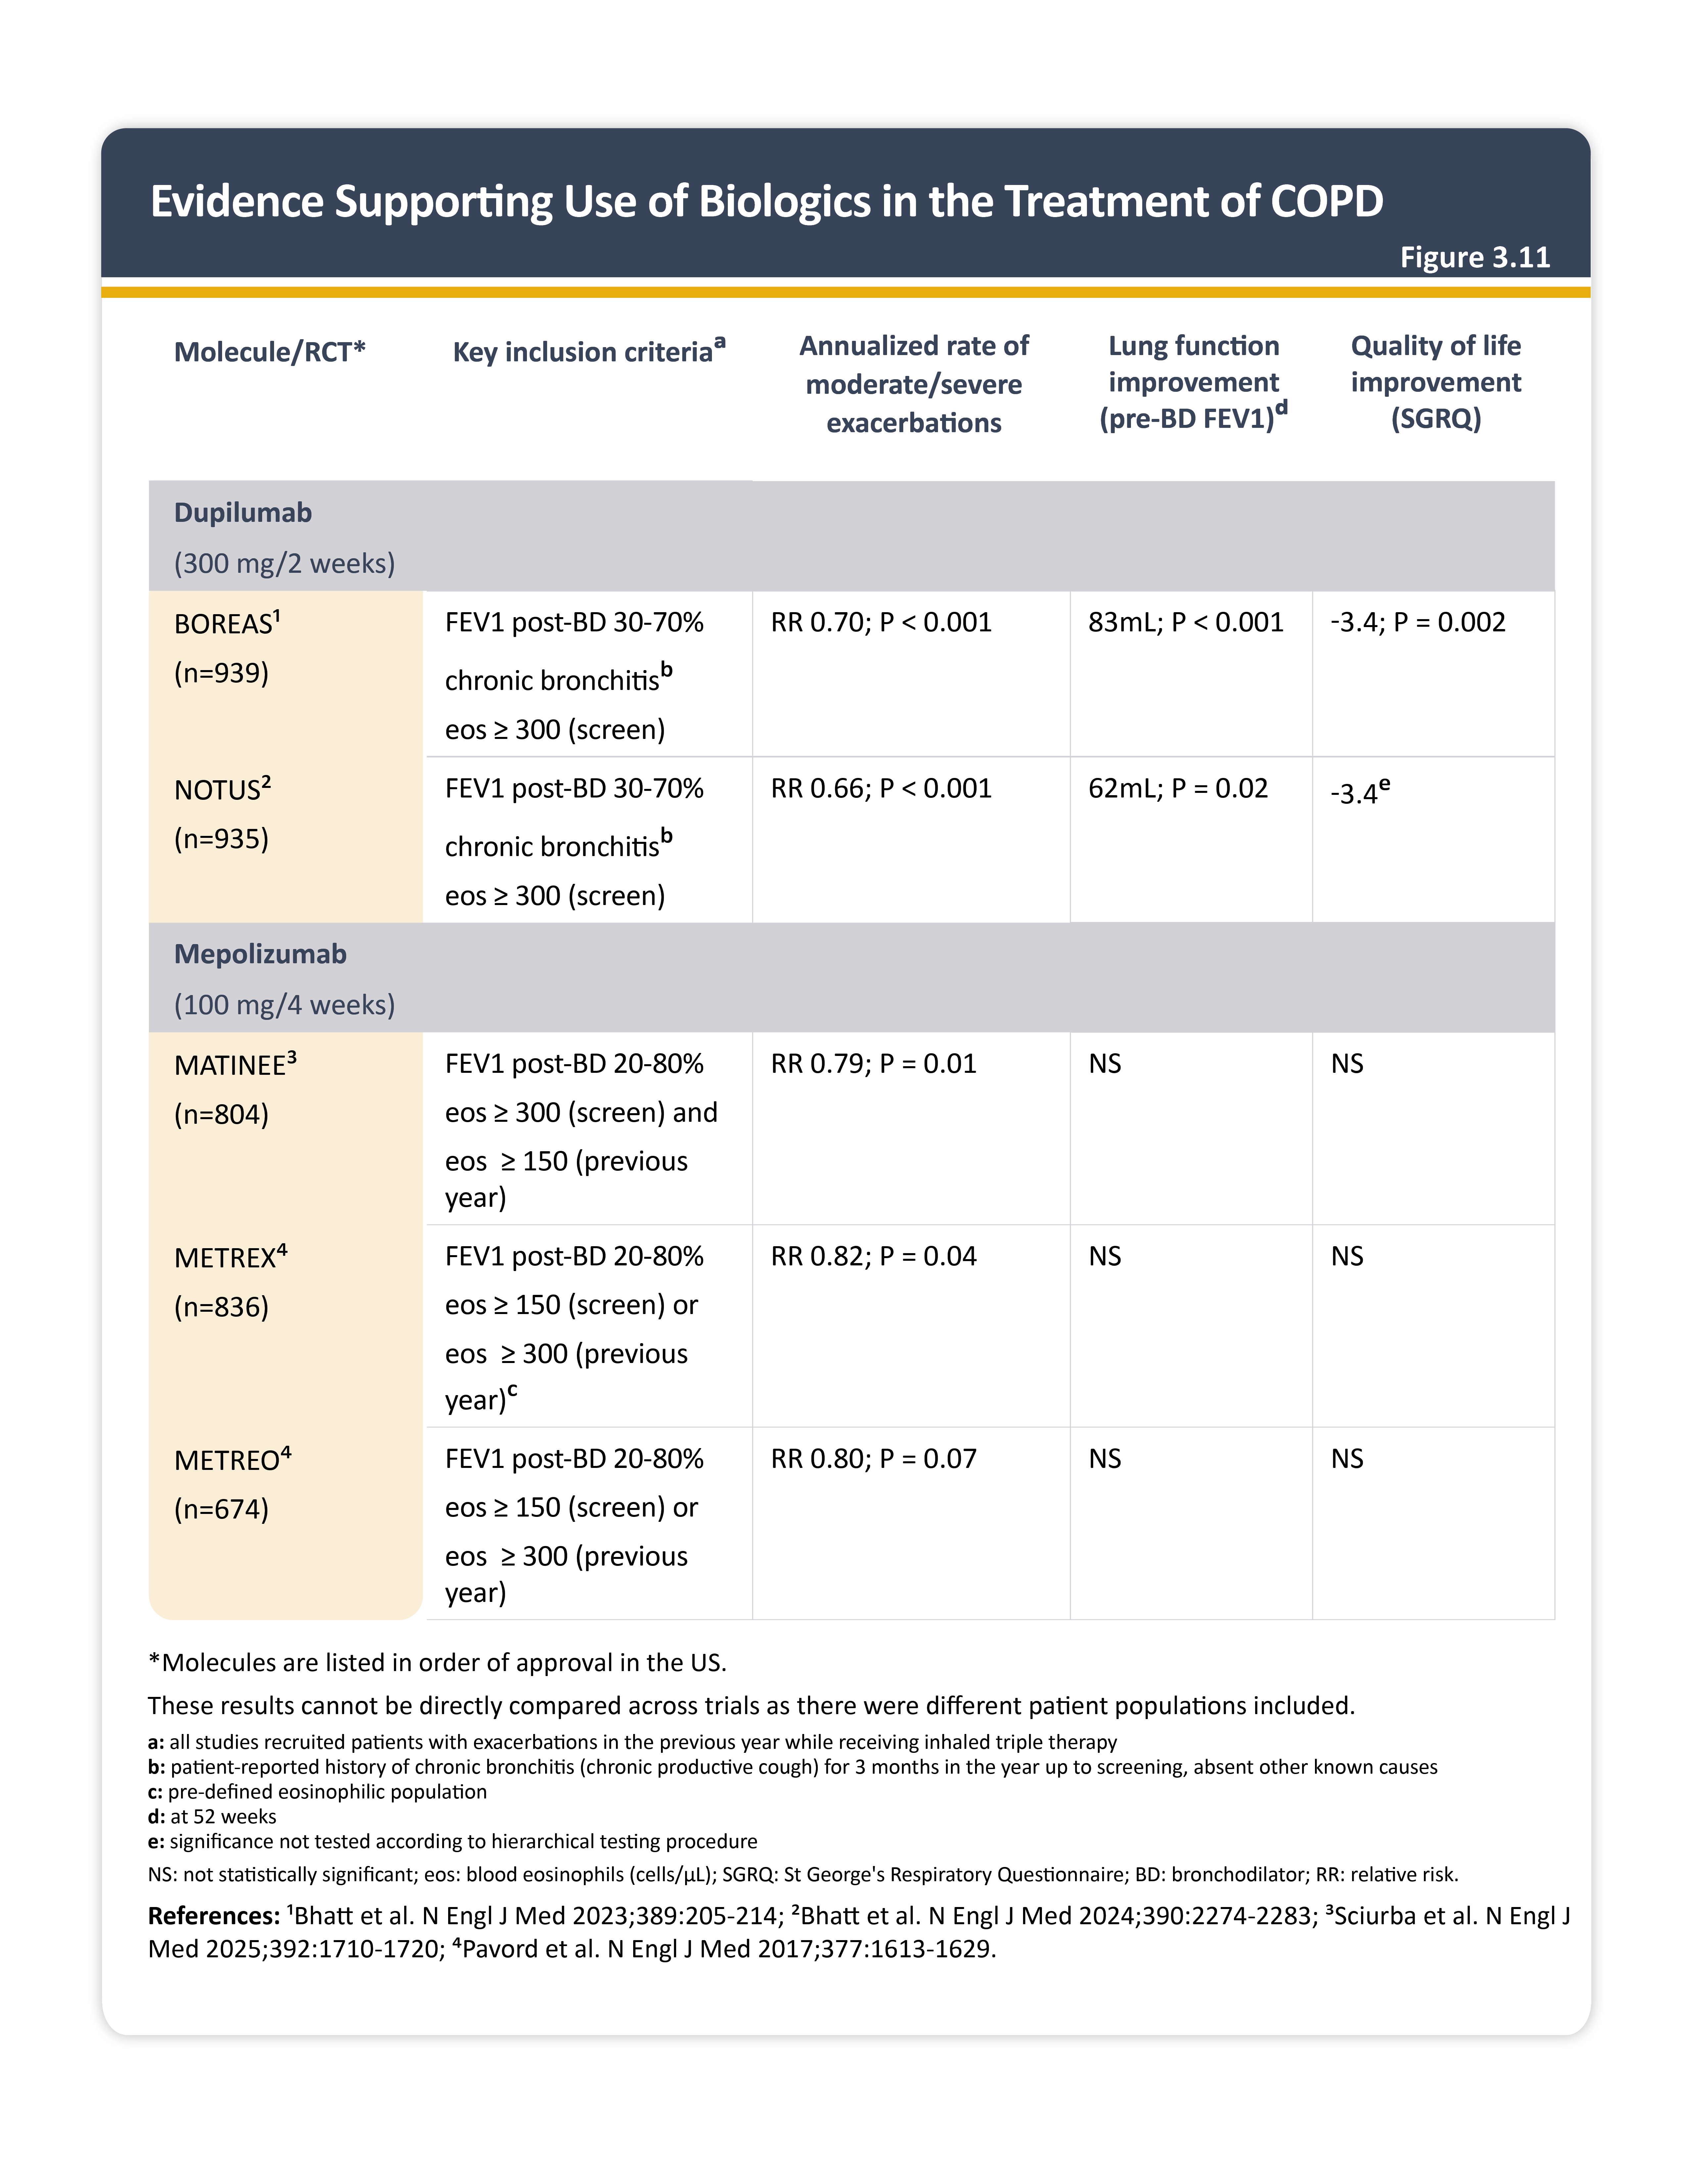 Evidence Supporting Use of Biologics in the Treatment of COPD
Figure 3.11
Molecule/RCT*
Key inclusion criteriaᵃ
Annualized rate of
moderate/severe
exacerbations
Lung function
improvement
(pre-BD FEV1)ᵈ
Quality of life
improvement
(SGRQ)
Dupilumab
(300 mg/2 weeks)
BOREAS¹
(n=939)
FEV1 post-BD 30-70%
chronic bronchitisᵇ
eos ≥ 300 (screen)
RR 0.70; P < 0.001
83mL; P < 0.001
-3.4; P = 0.002
NOTUS²
(n=935)
FEV1 post-BD 30-70%
chronic bronchitisᵇ
eos ≥ 300 (screen)
RR 0.66; P < 0.001
62mL; P = 0.02
-3.4ᵉ
Mepolizumab
(100 mg/4 weeks)
MATINEE³
(n=804)
FEV1 post-BD 20-80%
eos ≥ 300 (screen) and
eos ≥ 150 (previous
year)
RR 0.79; P = 0.01
NS
NS
METREX⁴
(n=836)
FEV1 post-BD 20-80%
eos ≥ 150 (screen) or
eos ≥ 300 (previous
year)ᶜ
RR 0.82; P = 0.04
NS
NS
METREO⁴
(n=674)
FEV1 post-BD 20-80%
eos ≥ 150 (screen) or
eos ≥ 300 (previous
year)
RR 0.80; P = 0.07
NS
NS
*Molecules are listed in order of approval in the US.
These results cannot be directly compared across trials as there were different patient populations included.
a: all studies recruited patients with exacerbations in the previous year while receiving inhaled triple therapy
b: patient-reported history of chronic bronchitis (chronic productive cough) for 3 months in the year up to screening, absent other known causes
c: pre-defined eosinophilic population
d: at 52 weeks
e: significance not tested according to hierarchical testing procedure
NS: not statistically significant; eos: blood eosinophils (cells/µL); SGRQ: St George's Respiratory Questionnaire; BD: bronchodilator; RR: relative risk.
References: ¹Bhatt et al. N Engl J Med 2023;389:205-214; ²Bhatt et al. N Engl J Med 2024;390:2274-2283; ³Sciurba et al. N Engl J
Med 2025;392:1710-1720; ⁴Pavord et al. N Engl J Med 2017;377:1613-1629.